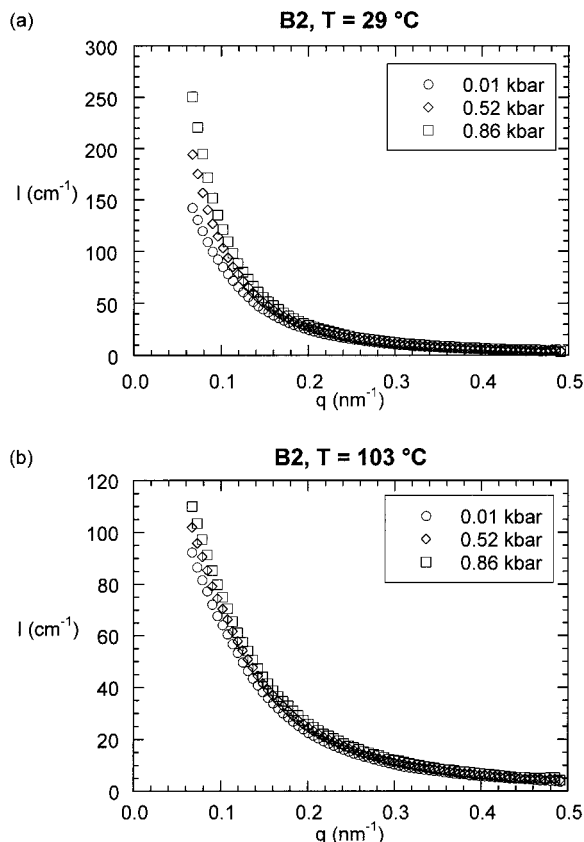 (a)
B2, T = 29 °C
300
250
200
150
100
50
0
I (cm⁻¹)
0.01 kbar
0.52 kbar
0.86 kbar
0.0 0.1 0.2 0.3 0.4 0.5
q (nm⁻¹)
(b)
B2, T = 103 °C
120
100
80
60
40
20
0
I (cm⁻¹)
0.01 kbar
0.52 kbar
0.86 kbar
0.0 0.1 0.2 0.3 0.4 0.5
q (nm⁻¹)